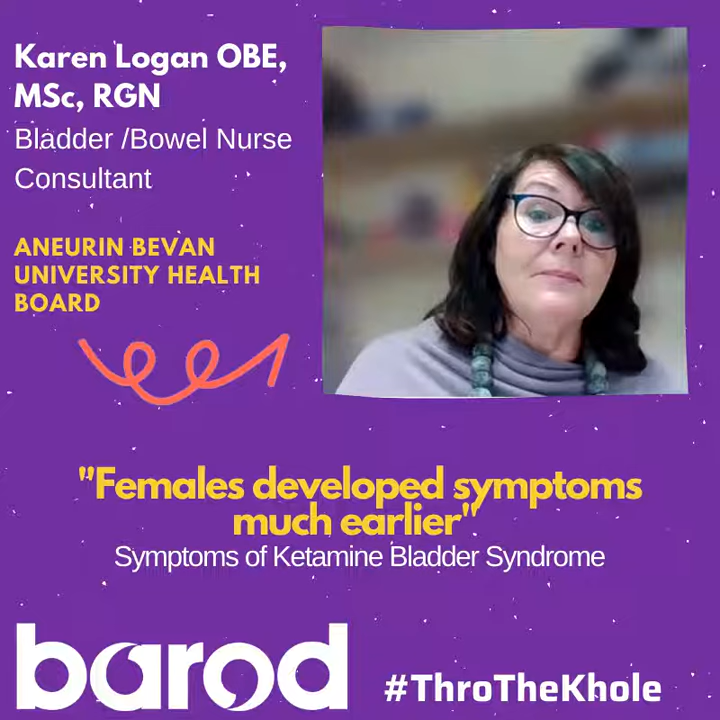 Karen Logan OBE,
MSc, RGN
Bladder /Bowel Nurse
Consultant
ANEURIN BEVAN
UNIVERSITY HEALTH
BOARD
"Females developed symptoms
much earlier"
Symptoms of Ketamine Bladder Syndrome
barod
#ThroTheKhole